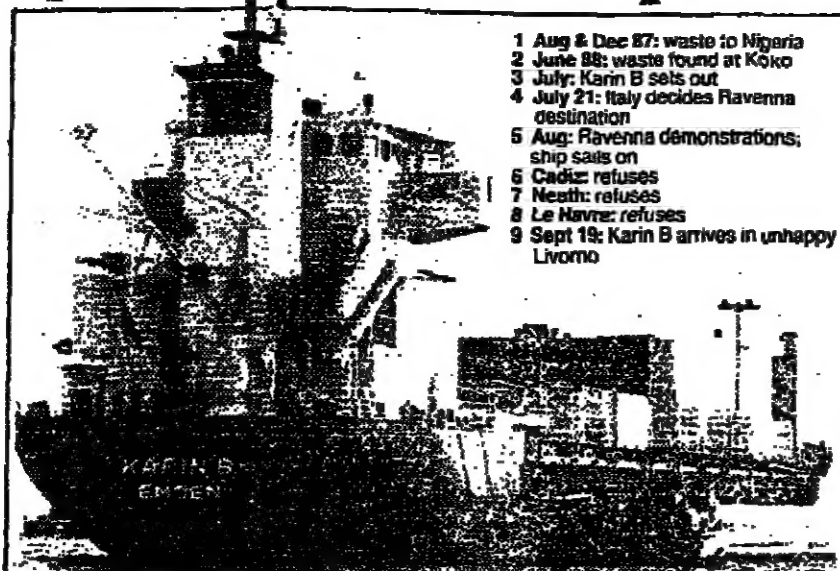 1 Aug & Dec 87: waste to Nigeria
2 June 88: waste found at Koko
3 July: Karin B sets out
4 July 21: Italy decides Ravenna
destination
5 Aug: Ravenna demonstrations;
ship sails on
6 Cadiz: refuses
7 Neath: refuses
8 Le Havre: refuses
9 Sept 19: Karin B arrives in unhappy
Livorno
KARIN B
EMDEN